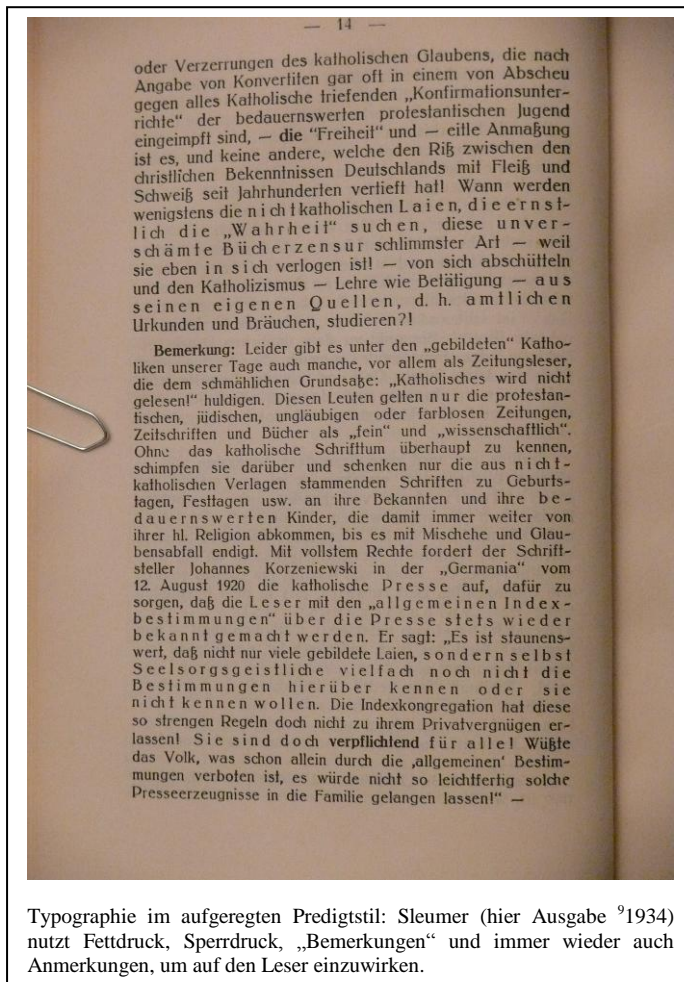 — 14 —
oder Verzerrungen des katholischen Glaubens, die nach
Angabe von Konvertiten gar oft in einem von Abscheu
gegen alles Katholische triefenden „Konfirmationsunter-
richte“ der bedauernswerten protestantischen Jugend
eingeimpft sind, — die "Freiheit" und — eitle Anmaßung
ist es, und keine andere, welche den Riß zwischen den
christlichen Bekenntnissen Deutschlands mit Fleiß und
Schweiß seit Jahrhunderten vertieft hat! Wann werden
wenigstens die nichtkatholischen Laien, die ernst-
lich die „Wahrheit“ suchen, diese unver-
schämte Bücherzensur schlimmster Art — weil
sie eben in sich verlogen ist! — von sich abschütteln
und den Katholizismus — Lehre wie Betätigung — aus
seinen eigenen Quellen, d. h. amtlichen
Urkunden und Bräuchen, studieren?!
Bemerkung: Leider gibt es unter den „gebildeten“ Katho-
liken unserer Tage auch manche, vor allem als Zeitungsleser,
die dem schmählichen Grundsatze: „Katholisches wird nicht
gelesen!“ huldigen. Diesen Leuten gelten nur die protestan-
tischen, jüdischen, ungläubigen oder farblosen Zeitungen,
Zeitschriften und Bücher als „fein“ und „wissenschaftlich“.
Ohne das katholische Schrifttum überhaupt zu kennen,
schimpfen sie darüber und schenken nur die aus nicht-
katholischen Verlagen stammenden Schriften zu Geburts-
tagen, Festtagen usw. an ihre Bekannten und ihre be-
dauernswerten Kinder, die damit immer weiter von
ihrer hl. Religion abkommen, bis es mit Mischehe und Glau-
bensabfall endigt. Mit vollstem Rechte fordert der Schrift-
steller Johannes Korzeniewski in der „Germania“ vom
12. August 1920 die katholische Presse auf, dafür zu
sorgen, daß die Leser mit den „allgemeinen Index-
bestimmungen“ über die Presse stets wieder
bekannt gemacht werden. Er sagt: „Es ist staunens-
wert, daß nicht nur viele gebildete Laien, sondern selbst
Seelsorgsgeistliche vielfach noch nicht die
Bestimmungen hierüber kennen oder sie
nicht kennen wollen. Die Indexkongregation hat diese
so strengen Regeln doch nicht zu ihrem Privatvergnügen er-
lassen! Sie sind doch verpflichtend für alle! Wüßte
das Volk, was schon allein durch die ‚allgemeinen‘ Bestim-
mungen verboten ist, es würde nicht so leichtfertig solche
Presseerzeugnisse in die Familie gelangen lassen!“ —
Typographie im aufgeregten Predigtstil: Sleumer (hier Ausgabe ⁹1934)
nutzt Fettdruck, Sperrdruck, „Bemerkungen“ und immer wieder auch
Anmerkungen, um auf den Leser einzuwirken.